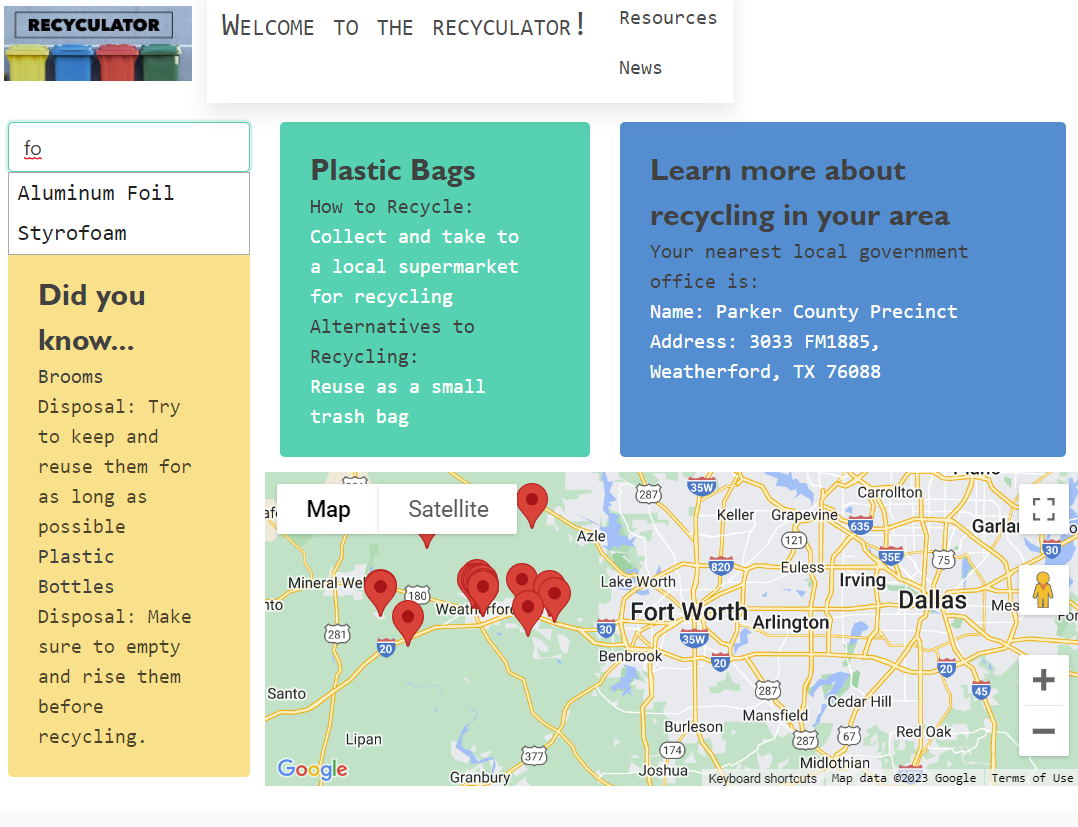 RECYCULATOR
Welcome to the recyculator!
Resources
News
fo
Aluminum Foil
Styrofoam
Did you
know...
Brooms
Disposal: Try
to keep and
reuse them for
as long as
possible
Plastic
Bottles
Disposal: Make
sure to empty
and rise them
before
recycling.
Plastic Bags
How to Recycle:
Collect and take to
a local supermarket
for recycling
Alternatives to
Recycling:
Reuse as a small
trash bag
Learn more about
recycling in your area
Your nearest local government
office is:
Name: Parker County Precinct
Address: 3033 FM1885,
Weatherford, TX 76088
Map
Satellite
287
35W
Carrollton
Keller
Grapevine
635
Azle
121
35E
75
30
820
Euless
Mineral
Lake Worth
Irving
180
Weatherford
Fort Worth
Dallas
Arlington
281
30
35W
20
Benbrook
20
20
45
Santo
287
Cedar Hill
Mansfield
Burleson
Red Oak
Lipan
287
67
377
174
Midlothian
Joshua
Granbury
Google
Keyboard shortcuts
Map data ©2023 Google
Terms of Use